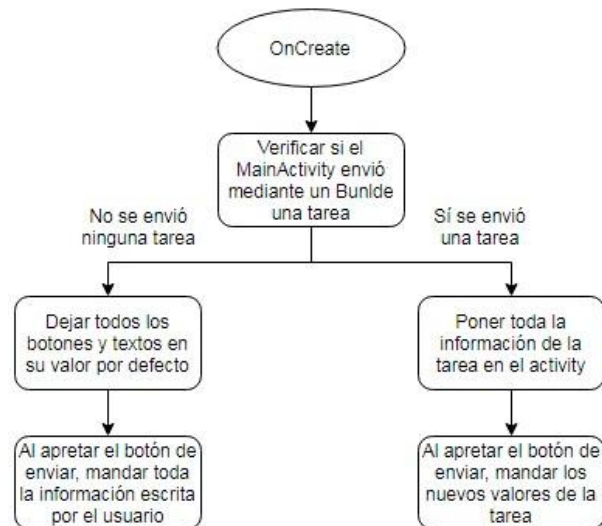 OnCreate
Verificar si el
MainActivity envió
mediante un Bunlde
una tarea
No se envió
ninguna tarea
Sí se envió
una tarea
Dejar todos los
botones y textos en
su valor por defecto
Poner toda la
información de la
tarea en el activity
Al apretar el botón de
enviar, mandar toda
la información escrita
por el usuario
Al apretar el botón de
enviar, mandar los
nuevos valores de la
tarea